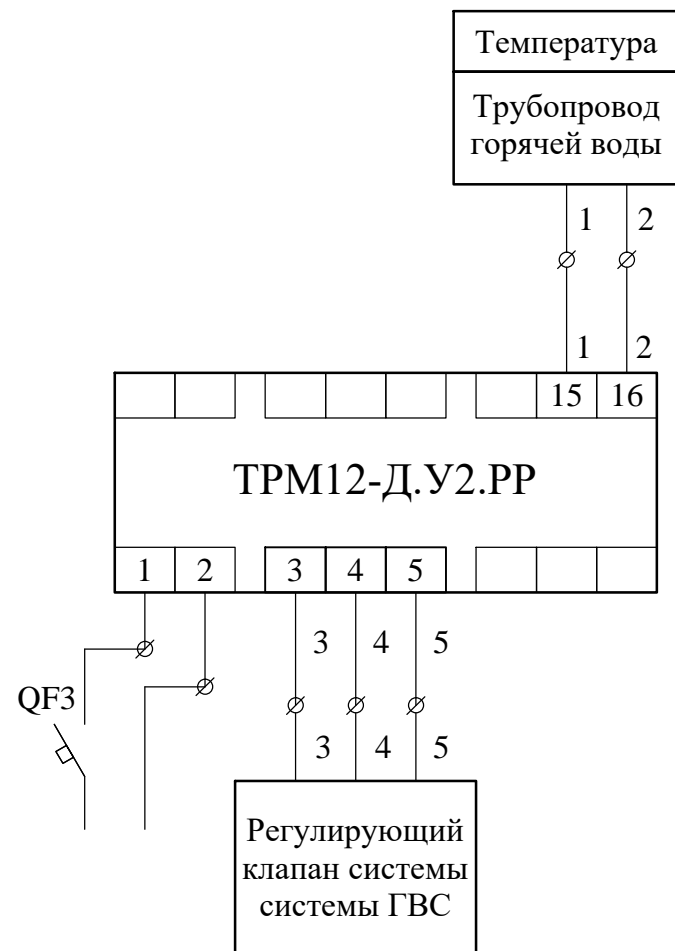 Температура
Трубопровод
горячей воды
1 2
1 2
15 16
ТРМ12-Д.У2.РР
1 2 3 4 5
3 4 5
QF3
3 4 5
Регулирующий
клапан системы
системы ГВС